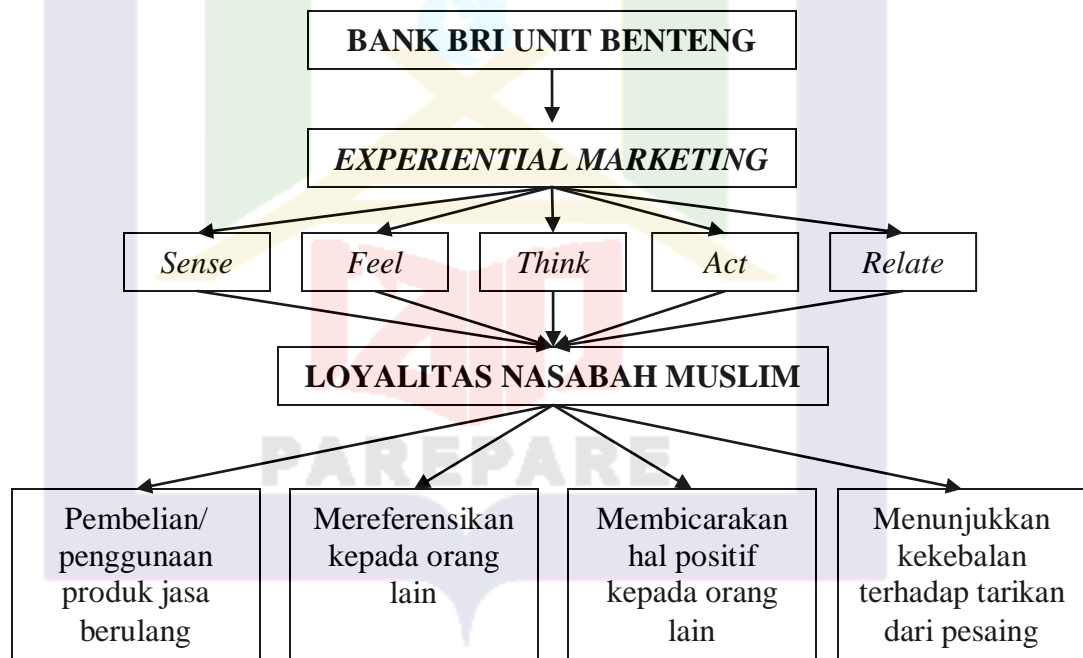 BANK BRI UNIT BENTENG
EXPERIENTIAL MARKETING
Sense
Feel
Think
Act
Relate
LOYALITAS NASABAH MUSLIM
PAREPARE
Pembelian/
penggunaan
produk jasa
berulang
Mereferensikan
kepada orang
lain
Membicarakan
hal positif
kepada orang
lain
Menunjukkan
kekebalan
terhadap tarikan
dari pesaing